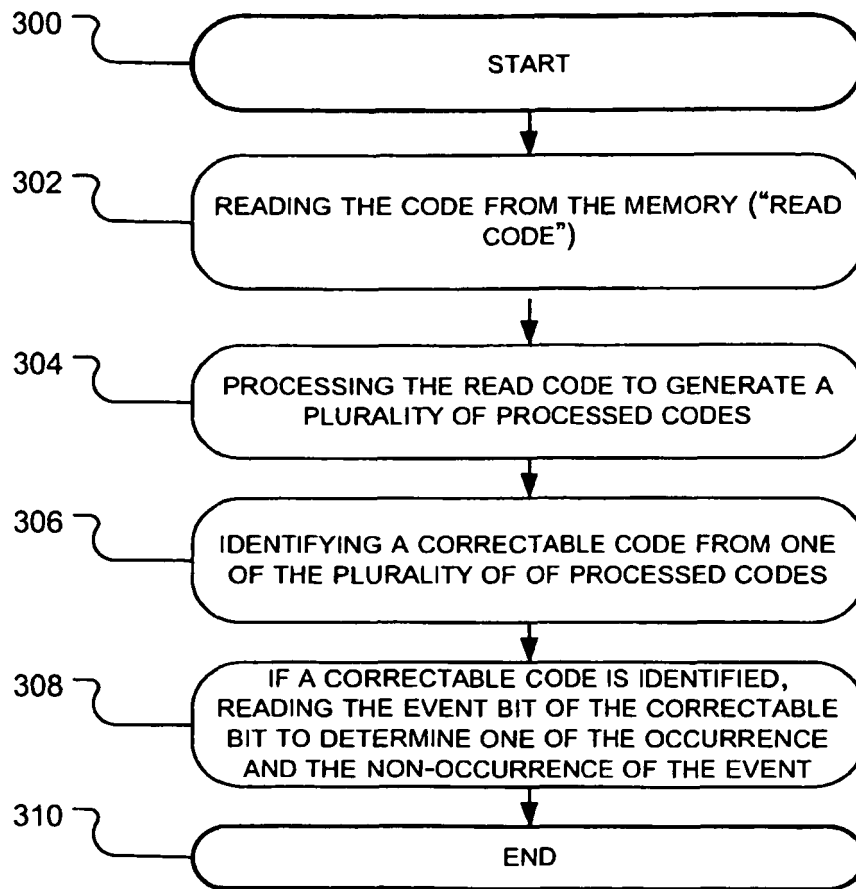 300
START
302
READING THE CODE FROM THE MEMORY ("READ
CODE")
304
PROCESSING THE READ CODE TO GENERATE A
PLURALITY OF PROCESSED CODES
306
IDENTIFYING A CORRECTABLE CODE FROM ONE
OF THE PLURALITY OF OF PROCESSED CODES
308
IF A CORRECTABLE CODE IS IDENTIFIED,
READING THE EVENT BIT OF THE CORRECTABLE
BIT TO DETERMINE ONE OF THE OCCURRENCE
AND THE NON-OCCURRENCE OF THE EVENT
310
END